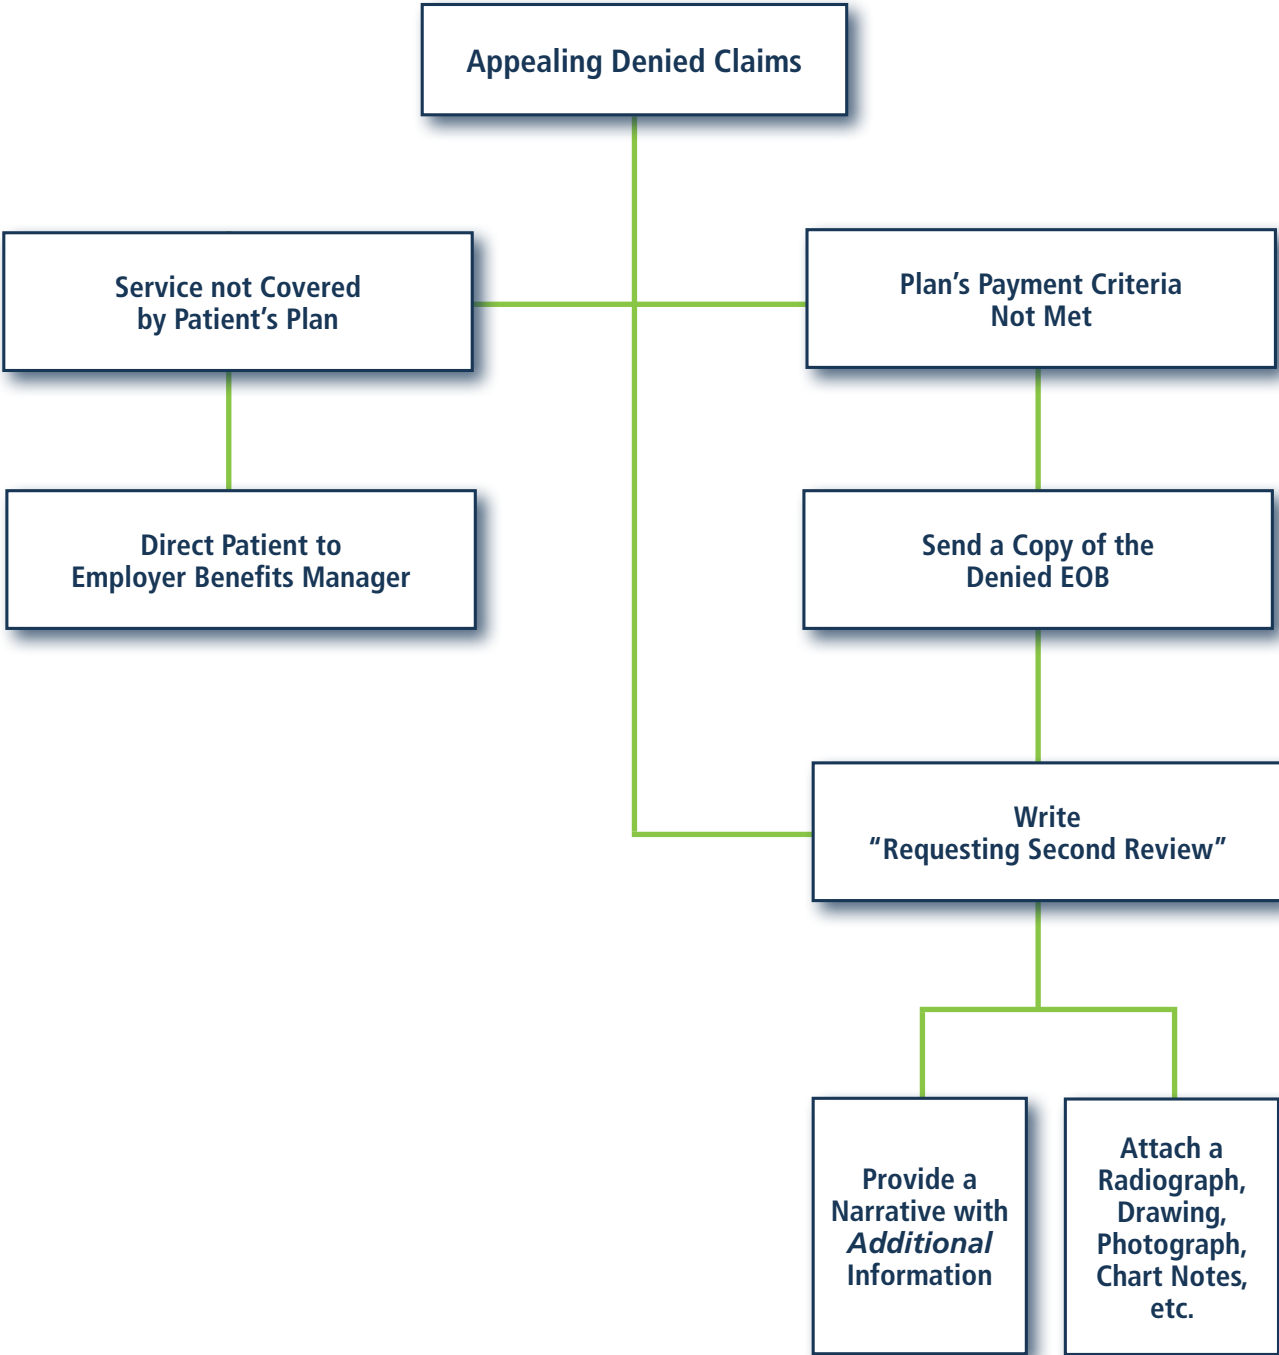 Appealing Denied Claims
Service not Covered
by Patient’s Plan
Plan’s Payment Criteria
Not Met
Direct Patient to
Employer Benefits Manager
Send a Copy of the
Denied EOB
Write
“Requesting Second Review”
Provide a
Narrative with
Additional
Information
Attach a
Radiograph,
Drawing,
Photograph,
Chart Notes,
etc.